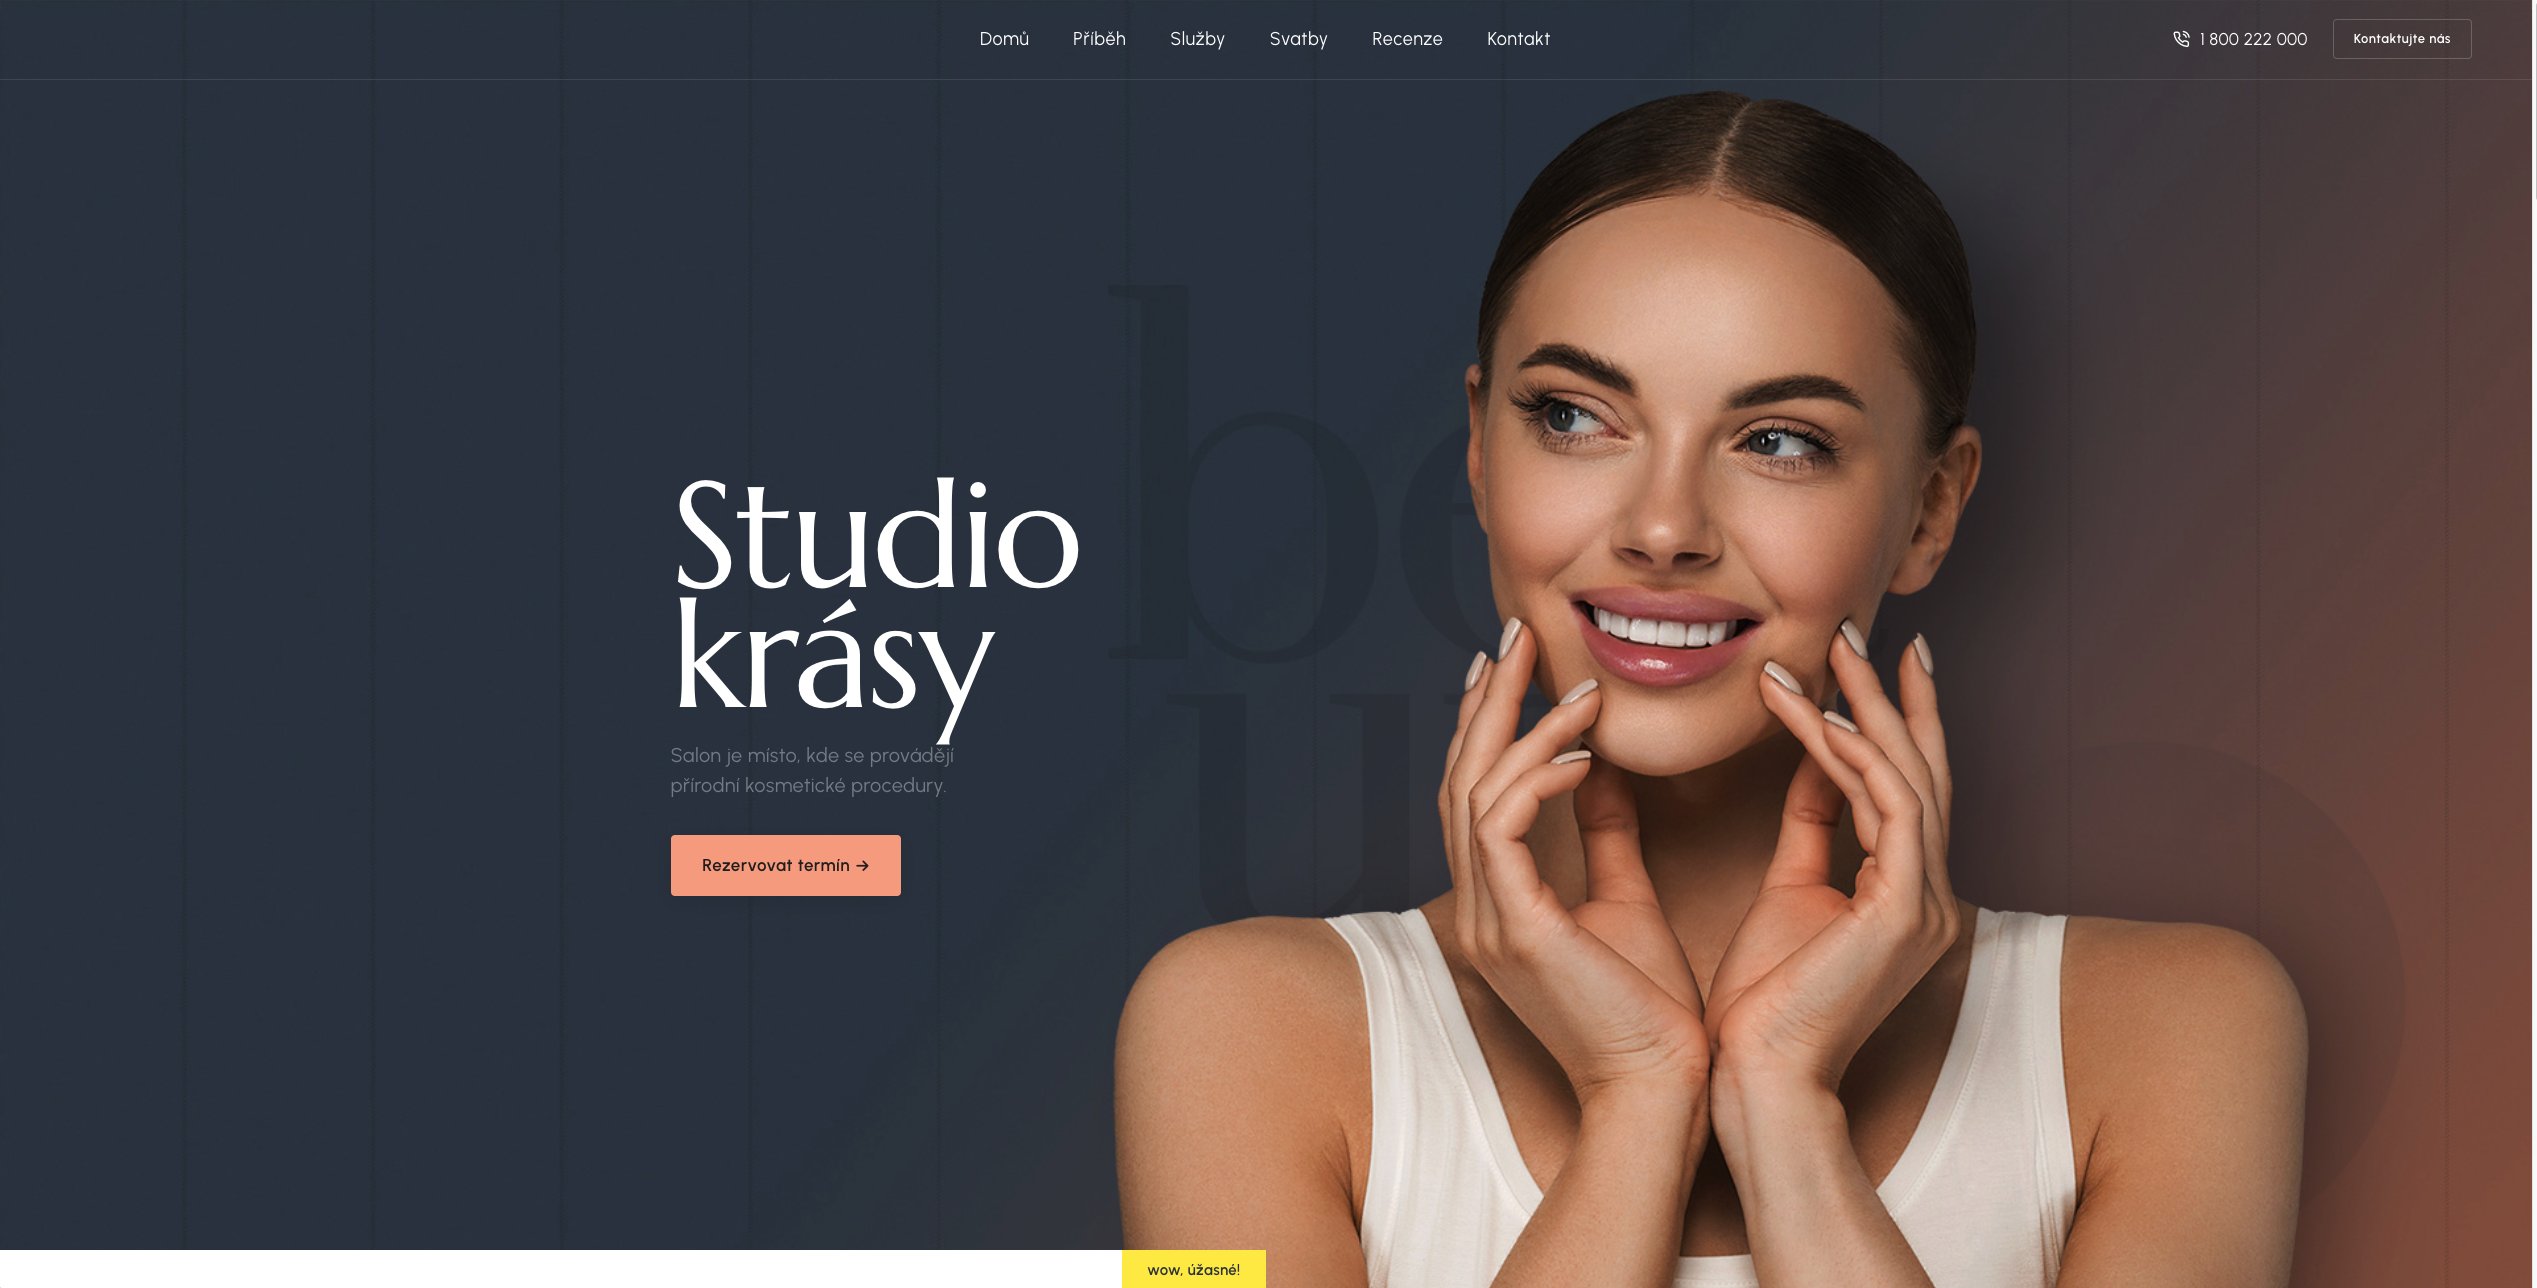 Domů Příběh Služby Svatby Recenze Kontakt 1 800 222 000 Kontaktujte nás
be
u
Studio
krásy
Salon je místo, kde se provádějí
přírodní kosmetické procedury.
Rezervovat termín →
wow, úžasné!